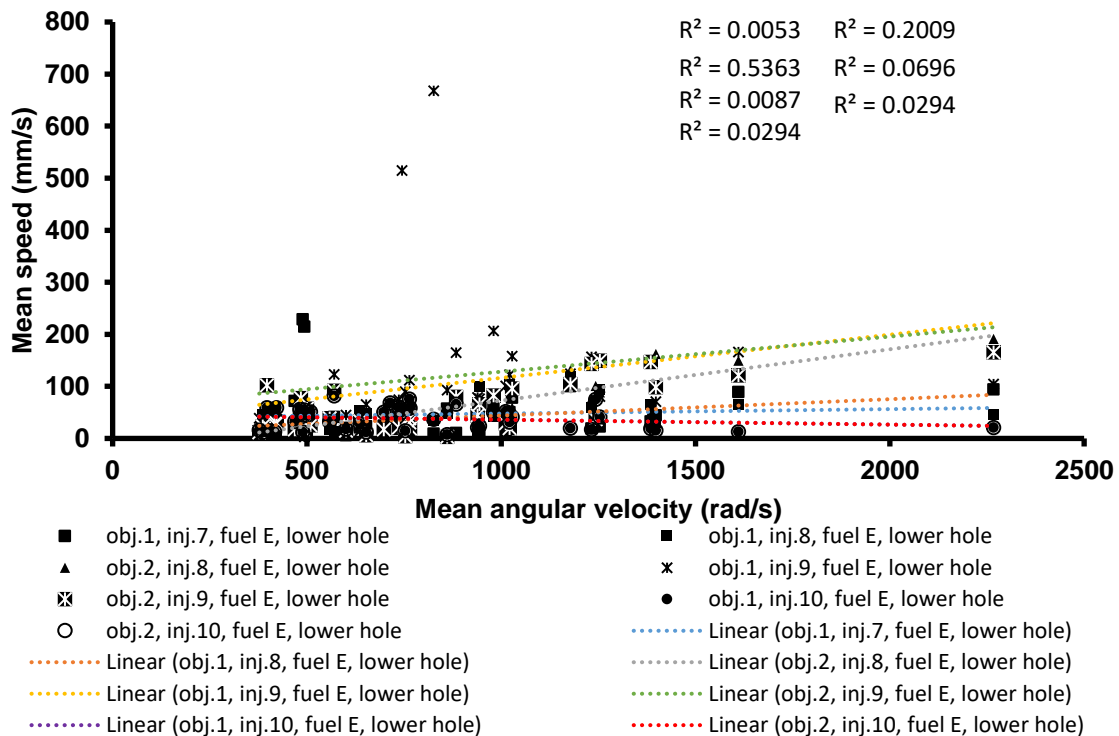 800
700
600
500
400
300
200
100
0
Mean speed (mm/s)
R² = 0.0053 R² = 0.2009
R² = 0.5363 R² = 0.0696
R² = 0.0087 R² = 0.0294
R² = 0.0294
0 500 1000 1500 2000 2500
Mean angular velocity (rad/s)
obj.1, inj.7, fuel E, lower hole obj.1, inj.8, fuel E, lower hole
obj.2, inj.8, fuel E, lower hole obj.1, inj.9, fuel E, lower hole
obj.2, inj.9, fuel E, lower hole obj.1, inj.10, fuel E, lower hole
obj.2, inj.10, fuel E, lower hole Linear (obj.1, inj.7, fuel E, lower hole)
Linear (obj.1, inj.8, fuel E, lower hole) Linear (obj.2, inj.8, fuel E, lower hole)
Linear (obj.1, inj.9, fuel E, lower hole) Linear (obj.2, inj.9, fuel E, lower hole)
Linear (obj.1, inj.10, fuel E, lower hole) Linear (obj.2, inj.10, fuel E, lower hole)